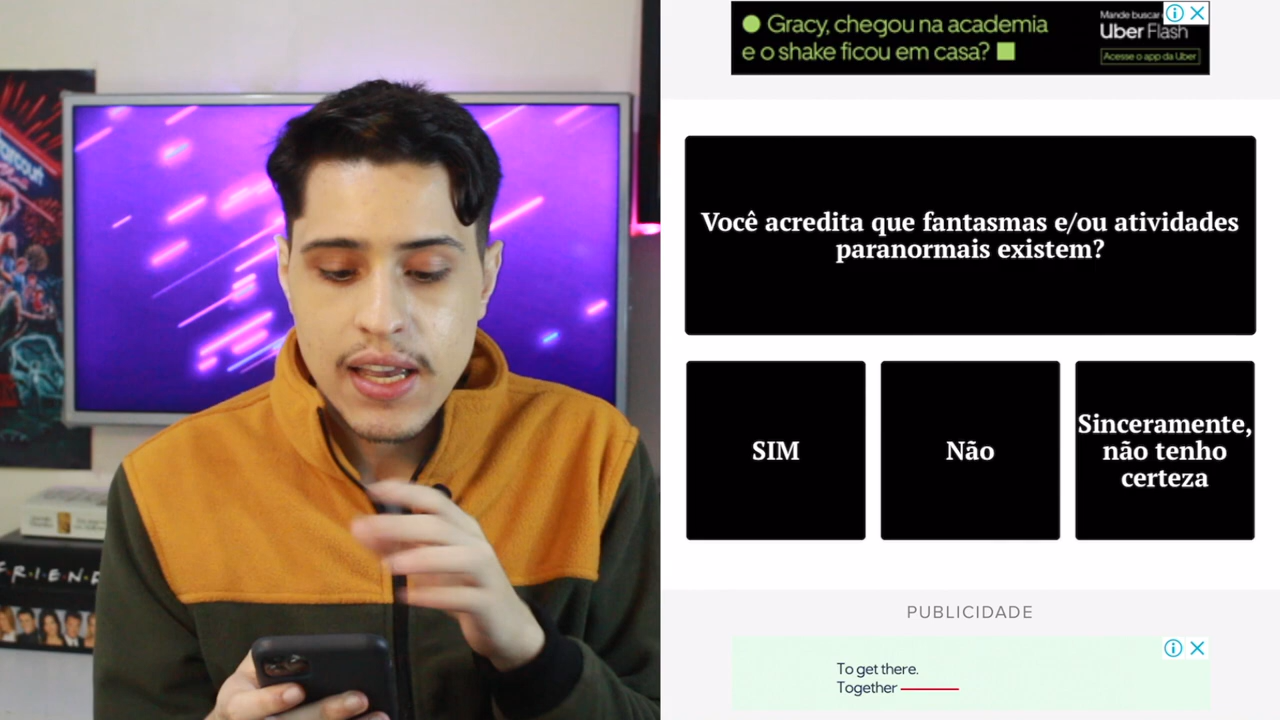 Gracy, chegou na academia
e o shake ficou em casa?
Mande buscar
Uber Flash
Acesse o app da Uber
Você acredita que fantasmas e/ou atividades
paranormais existem?
SIM
Não
Sinceramente,
não tenho
certeza
PUBLICIDADE
To get there.
Together
FRIEND